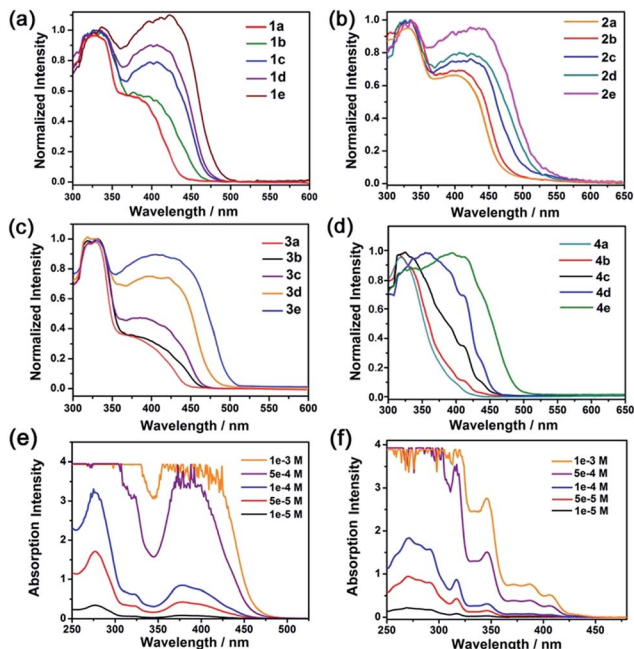 (a)
Normalized Intensity
1.0
0.8
0.6
0.4
0.2
0.0
1a
1b
1c
1d
1e
300 350 400 450 500 550 600
Wavelength / nm
(b)
Normalized Intensity
1.0
0.8
0.6
0.4
0.2
0.0
2a
2b
2c
2d
2e
300 350 400 450 500 550 600 650
Wavelength / nm
(c)
Normalized Intensity
1.0
0.8
0.6
0.4
0.2
0.0
3a
3b
3c
3d
3e
300 350 400 450 500 550 600
Wavelength / nm
(d)
Normalized Intensity
1.0
0.8
0.6
0.4
0.2
0.0
4a
4b
4c
4d
4e
300 350 400 450 500 550 600 650
Wavelength / nm
(e)
Absorption Intensity
4
3
2
1
0
1e-3 M
5e-4 M
1e-4 M
5e-5 M
1e-5 M
250 300 350 400 450 500
Wavelength / nm
(f)
Absorption Intensity
4
3
2
1
0
1e-3 M
5e-4 M
1e-4 M
5e-5 M
1e-5 M
250 300 350 400 450
Wavelength / nm